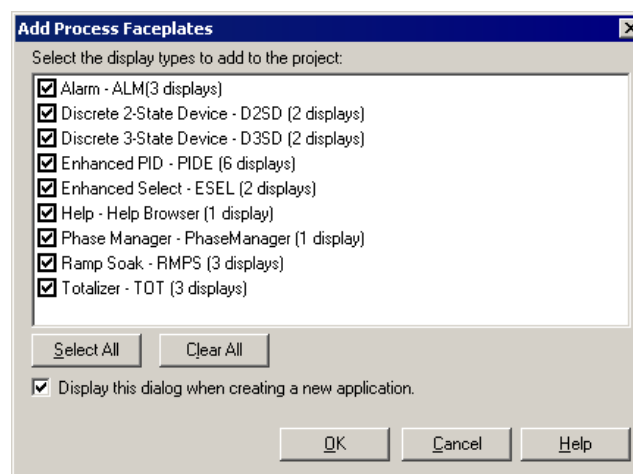 Add Process Faceplates
Select the display types to add to the project:
Alarm - ALM(3 displays)
Discrete 2-State Device - D2SD (2 displays)
Discrete 3-State Device - D3SD (2 displays)
Enhanced PID - PIDE (6 displays)
Enhanced Select - ESEL (2 displays)
Help - Help Browser (1 display)
Phase Manager - PhaseManager (1 display)
Ramp Soak - RMPS (3 displays)
Totalizer - TOT (3 displays)
Select All Clear All
Display this dialog when creating a new application.
OK Cancel Help